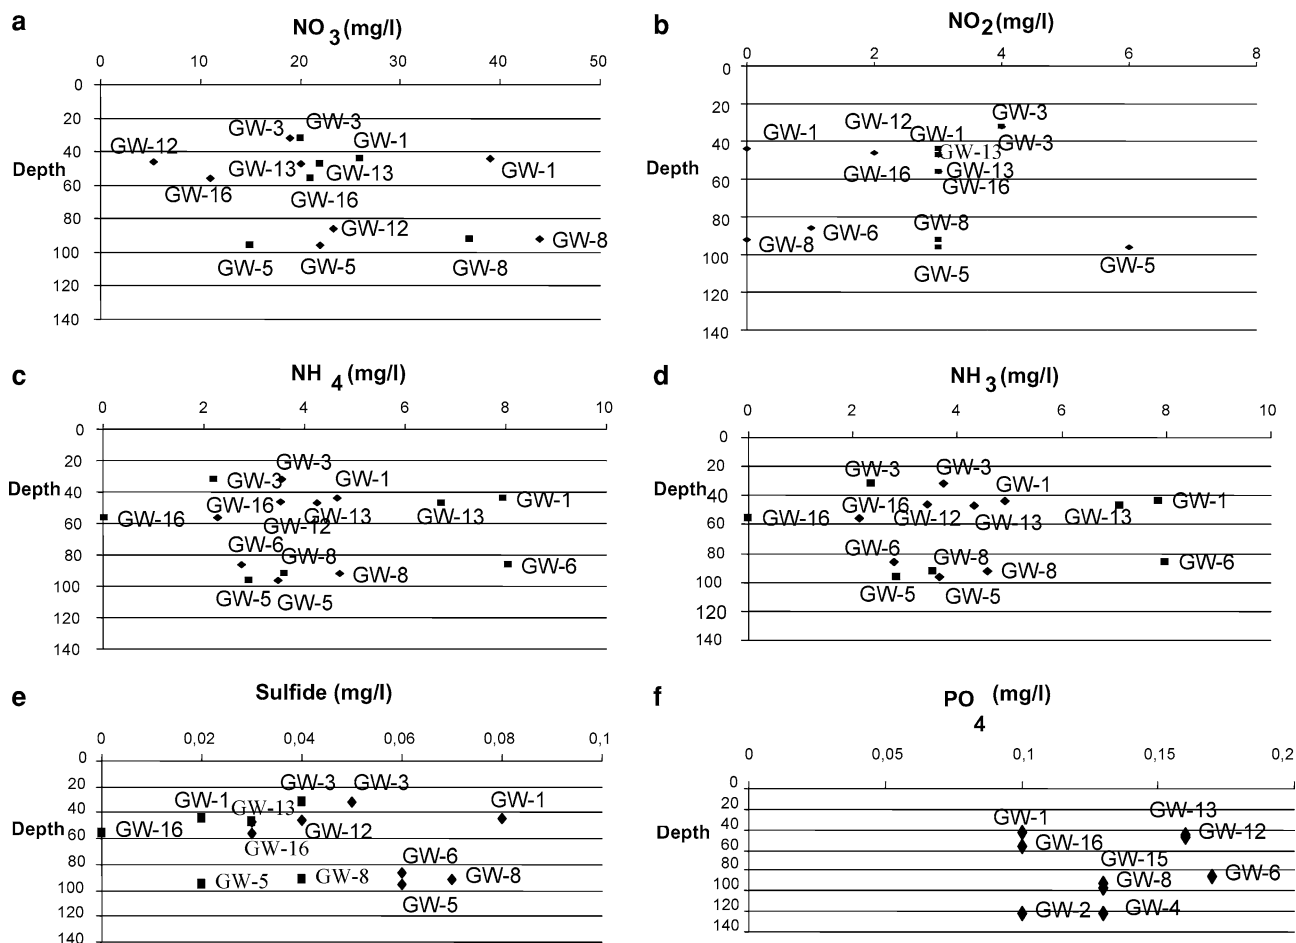 a
NO3 (mg/l)
0 10 20 30 40 50
0
20
40
60
80
100
120
140
Depth
GW-3
GW-3
GW-1
GW-12
GW-13
GW-13
GW-1
GW-16
GW-16
GW-12
GW-8
GW-5
GW-5
GW-8
b
NO2 (mg/l)
0 2 4 6 8
0
20
40
60
80
100
120
140
Depth
GW-3
GW-12
GW-1
GW-1
GW-3
GW-13
GW-16
GW-13
GW-16
GW-8
GW-6
GW-8
GW-5
GW-5
c
NH4 (mg/l)
0 2 4 6 8 10
0
20
40
60
80
100
120
140
Depth
GW-3
GW-3
GW-1
GW-1
GW-16
GW-13
GW-13
GW-16
GW-12
GW-6
GW-8
GW-6
GW-8
GW-5
GW-5
d
NH3 (mg/l)
0 2 4 6 8 10
0
20
40
60
80
100
120
140
Depth
GW-3
GW-3
GW-1
GW-1
GW-16
GW-16
GW-12
GW-13
GW-13
GW-6
GW-8
GW-6
GW-8
GW-5
GW-5
e
Sulfide (mg/l)
0 0,02 0,04 0,06 0,08 0,1
0
20
40
60
80
100
120
140
Depth
GW-3
GW-3
GW-1
GW-13
GW-1
GW-16
GW-12
GW-16
GW-6
GW-5
GW-8
GW-8
GW-5
f
PO4 (mg/l)
0 0,05 0,1 0,15 0,2
0
20
40
60
80
100
120
140
Depth
GW-13
GW-1
GW-12
GW-16
GW-15
GW-8
GW-6
GW-2
GW-4